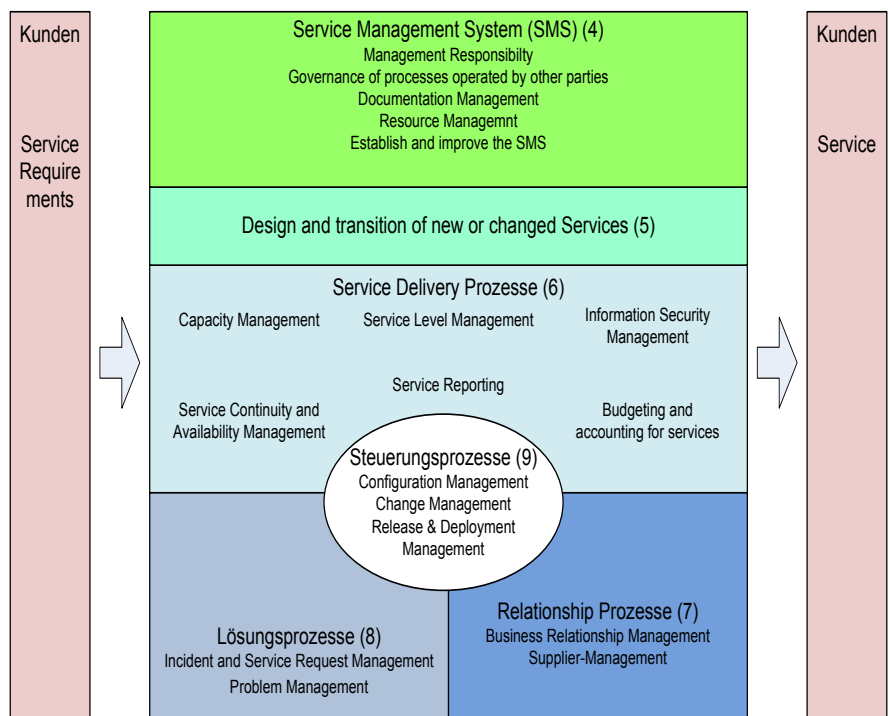 Kunden
Service
Require
ments
Service Management System (SMS) (4)
Management Responsibilty
Governance of processes operated by other parties
Documentation Management
Resource Managemnt
Establish and improve the SMS
Design and transition of new or changed Services (5)
Service Delivery Prozesse (6)
Capacity Management
Service Level Management
Information Security
Management
Service Reporting
Service Continuity and
Availability Management
Budgeting and
accounting for services
Steuerungsprozesse (9)
Configuration Management
Change Management
Release & Deployment
Management
Lösungsprozesse (8)
Incident and Service Request Management
Problem Management
Relationship Prozesse (7)
Business Relationship Management
Supplier-Management
Kunden
Service